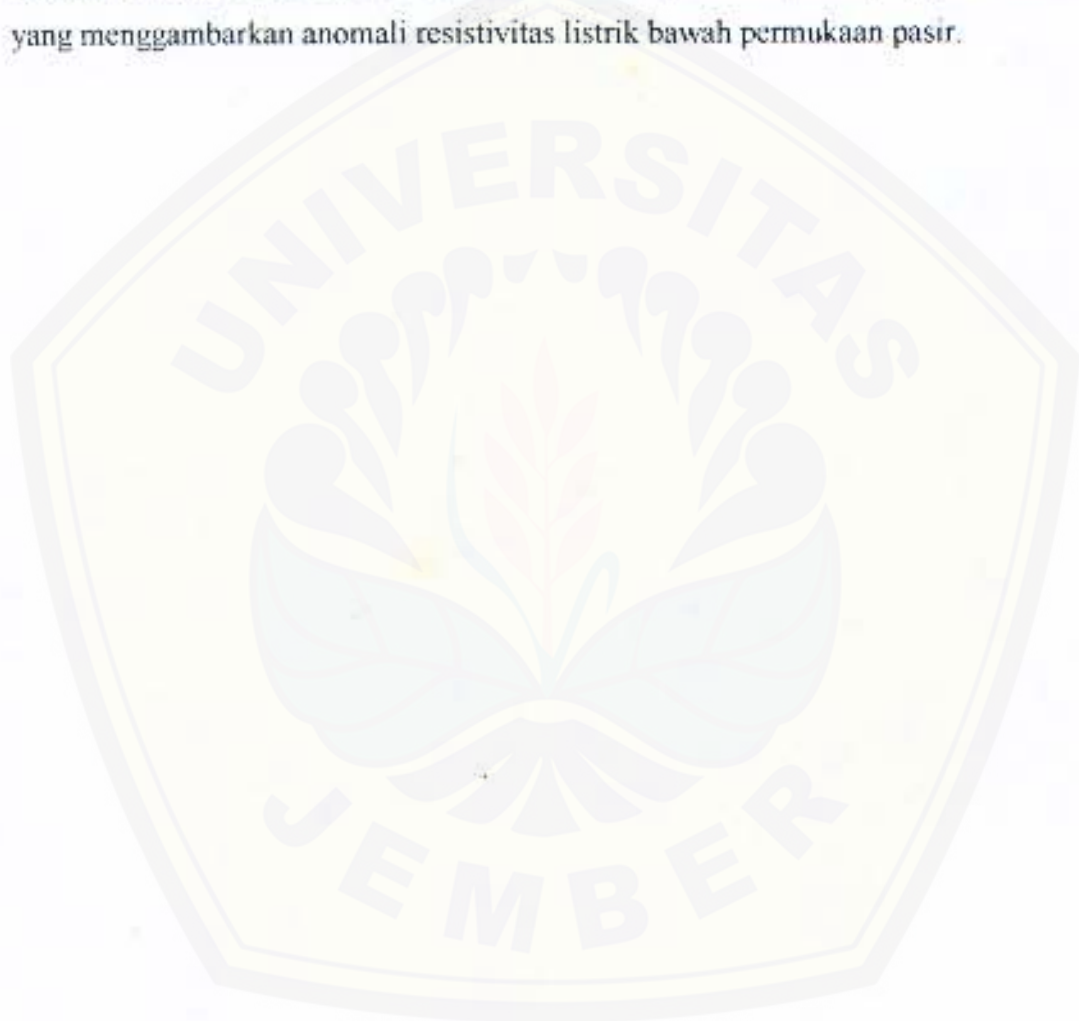 yang menggambarkan anomali resistivitas listrik bawah permukaan pasir.
UNIVERSITAS
JEMBER